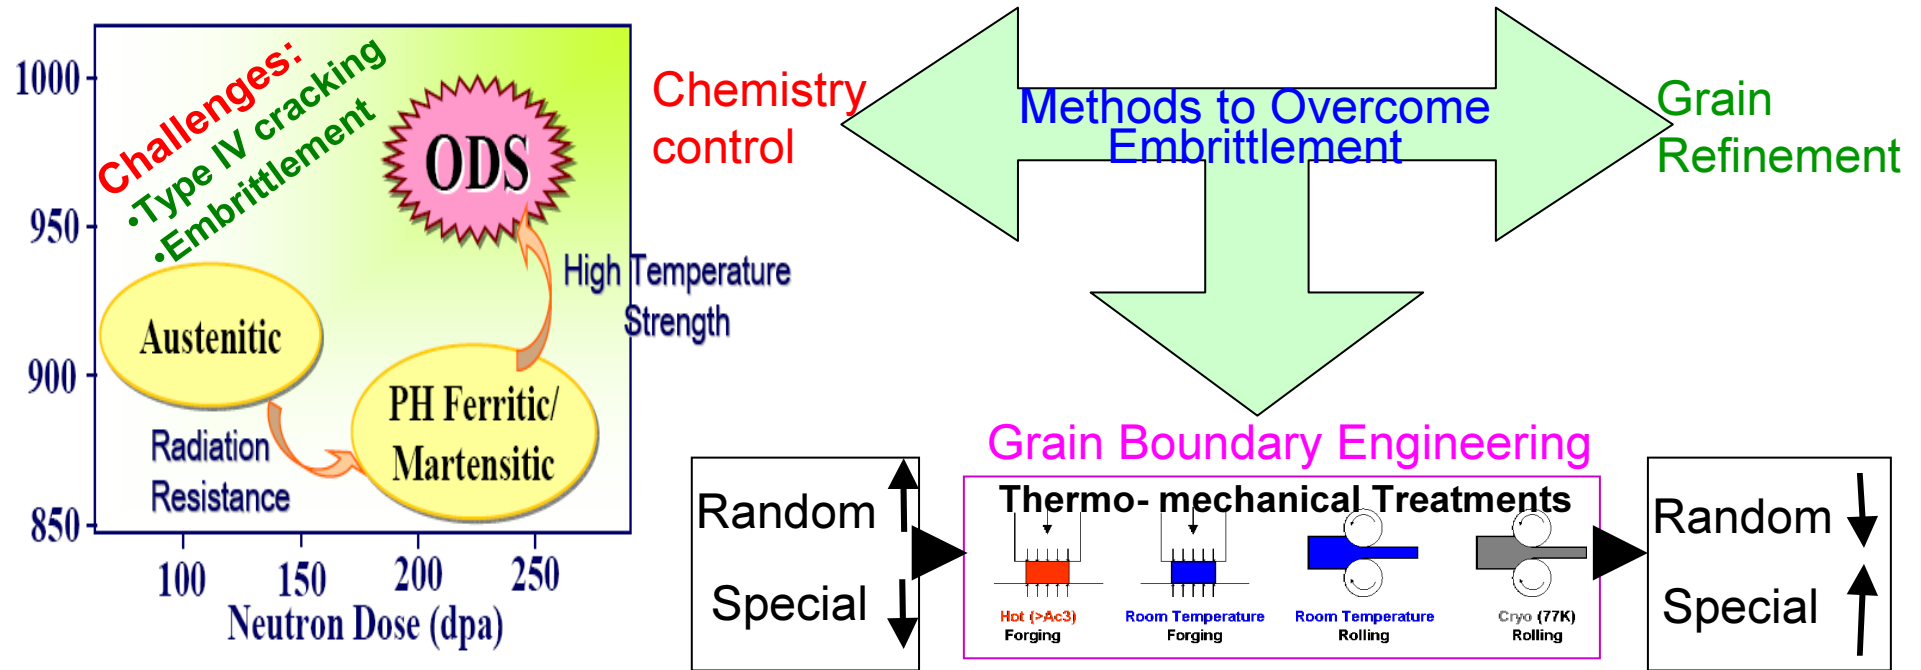 1000
950
900
850
Challenges:
•Type IV cracking
•Embrittlement
ODS
High Temperature
Strength
Austenitic
PH Ferritic/
Martensitic
Radiation
Resistance
100
150
200
250
Neutron Dose (dpa)
Chemistry
control
Methods to Overcome
Embrittlement
Grain
Refinement
Grain Boundary Engineering
Random
Special
Thermo- mechanical Treatments
Hot (>Ac3)
Forging
Room Temperature
Forging
Room Temperature
Rolling
Cryo (77K)
Rolling
Random
Special